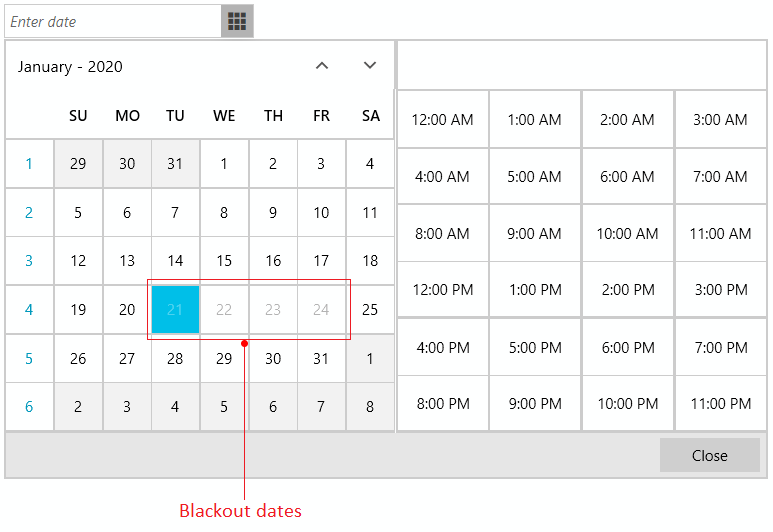 Enter date
January - 2020
SU MO TU WE TH FR SA
1 29 30 31 1 2 3 4
2 5 6 7 8 9 10 11
3 12 13 14 15 16 17 18
4 19 20 21 22 23 24 25
5 26 27 28 29 30 31 1
6 2 3 4 5 6 7 8
12:00 AM 1:00 AM 2:00 AM 3:00 AM
4:00 AM 5:00 AM 6:00 AM 7:00 AM
8:00 AM 9:00 AM 10:00 AM 11:00 AM
12:00 PM 1:00 PM 2:00 PM 3:00 PM
4:00 PM 5:00 PM 6:00 PM 7:00 PM
8:00 PM 9:00 PM 10:00 PM 11:00 PM
Close
Blackout dates